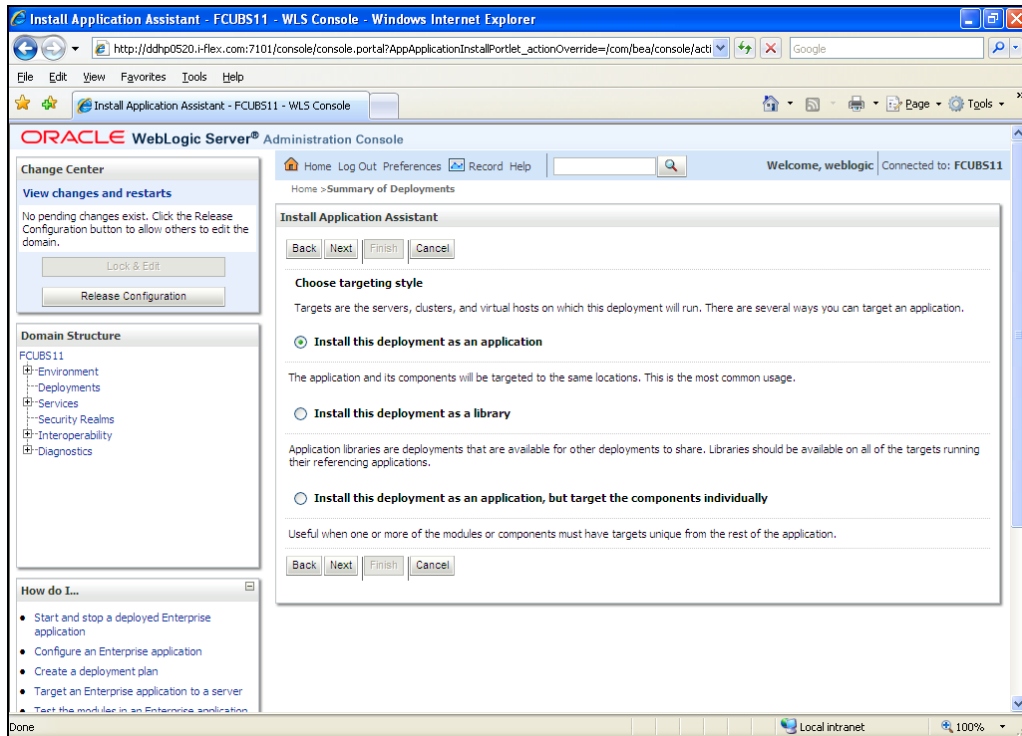 Install Application Assistant - FCUBS11 - WLS Console - Windows Internet Explorer
http://ddhp0520.i-flex.com:7101/console/console.portal?AppApplicationInstallPortlet_actionOverride=/com/bea/console/acti
Google
File Edit View Favorites Tools Help
Install Application Assistant - FCUBS11 - WLS Console
Page Tools
ORACLE WebLogic Server® Administration Console
Change Center
View changes and restarts
No pending changes exist. Click the Release
Configuration button to allow others to edit the
domain.
Lock & Edit
Release Configuration
Domain Structure
FCUBS11
Environment
Deployments
Services
Security Realms
Interoperability
Diagnostics
How do I...
Start and stop a deployed Enterprise
application
Configure an Enterprise application
Create a deployment plan
Target an Enterprise application to a server
Test the modules in an Enterprise application
Home Log Out Preferences Record Help
Welcome, weblogic Connected to: FCUBS11
Home >Summary of Deployments
Install Application Assistant
Back Next Finish Cancel
Choose targeting style
Targets are the servers, clusters, and virtual hosts on which this deployment will run. There are several ways you can target an application.
Install this deployment as an application
The application and its components will be targeted to the same locations. This is the most common usage.
Install this deployment as a library
Application libraries are deployments that are available for other deployments to share. Libraries should be available on all of the targets running
their referencing applications.
Install this deployment as an application, but target the components individually
Useful when one or more of the modules or components must have targets unique from the rest of the application.
Back Next Finish Cancel
Done
Local intranet
100%